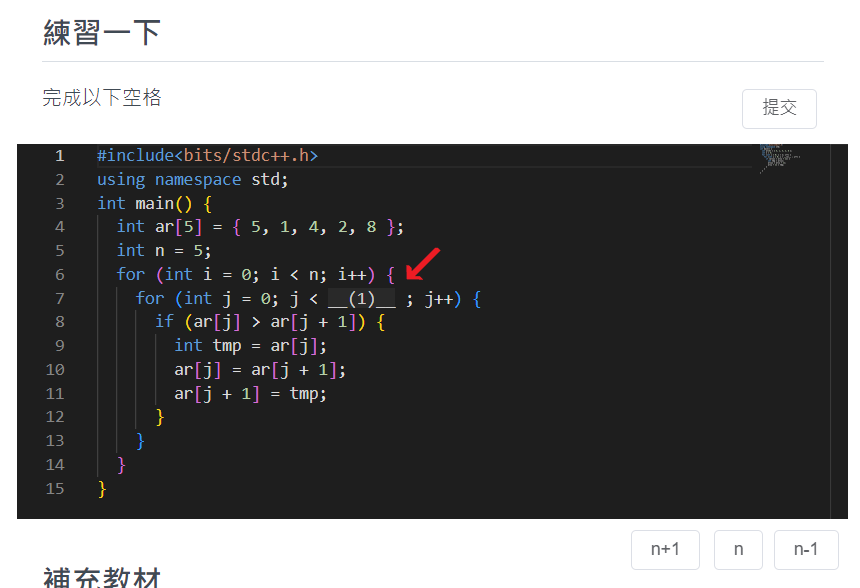 練習一下
完成以下空格
提交
1 #include<bits/stdc++.h>
2 using namespace std;
3 int main() {
4 int ar[5] = { 5, 1, 4, 2, 8 };
5 int n = 5;
6 for (int i = 0; i < n; i++) {
7 for (int j = 0; j < __(1)__ ; j++) {
8 if (ar[j] > ar[j + 1]) {
9 int tmp = ar[j];
10 ar[j] = ar[j + 1];
11 ar[j + 1] = tmp;
12 }
13 }
14 }
15 }
n+1 n n-1
補充教材